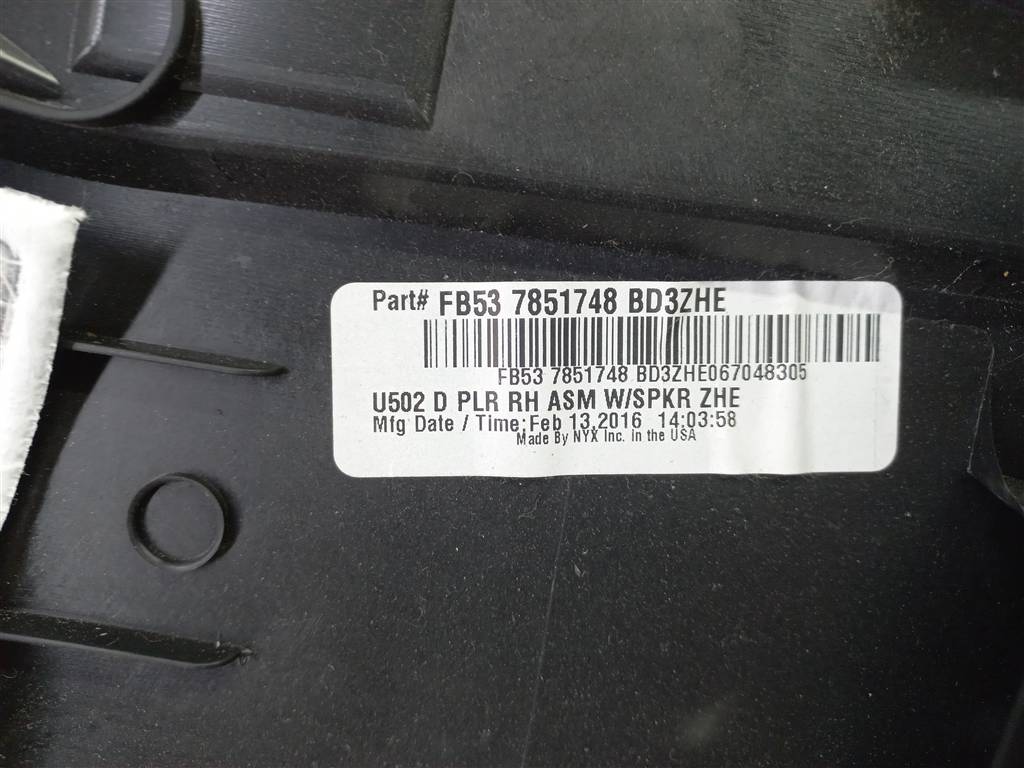 Part# FB53 7851748 BD3ZHE
FB53 7851748 BD3ZHE067048305
U502 D PLR RH ASM W/SPKR ZHE
Mfg Date / Time:Feb 13,2016 14:03:58
Made By NYX Inc. in the USA